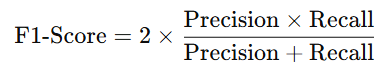 F1-Score = 2 × Precision × Recall / Precision + Recall